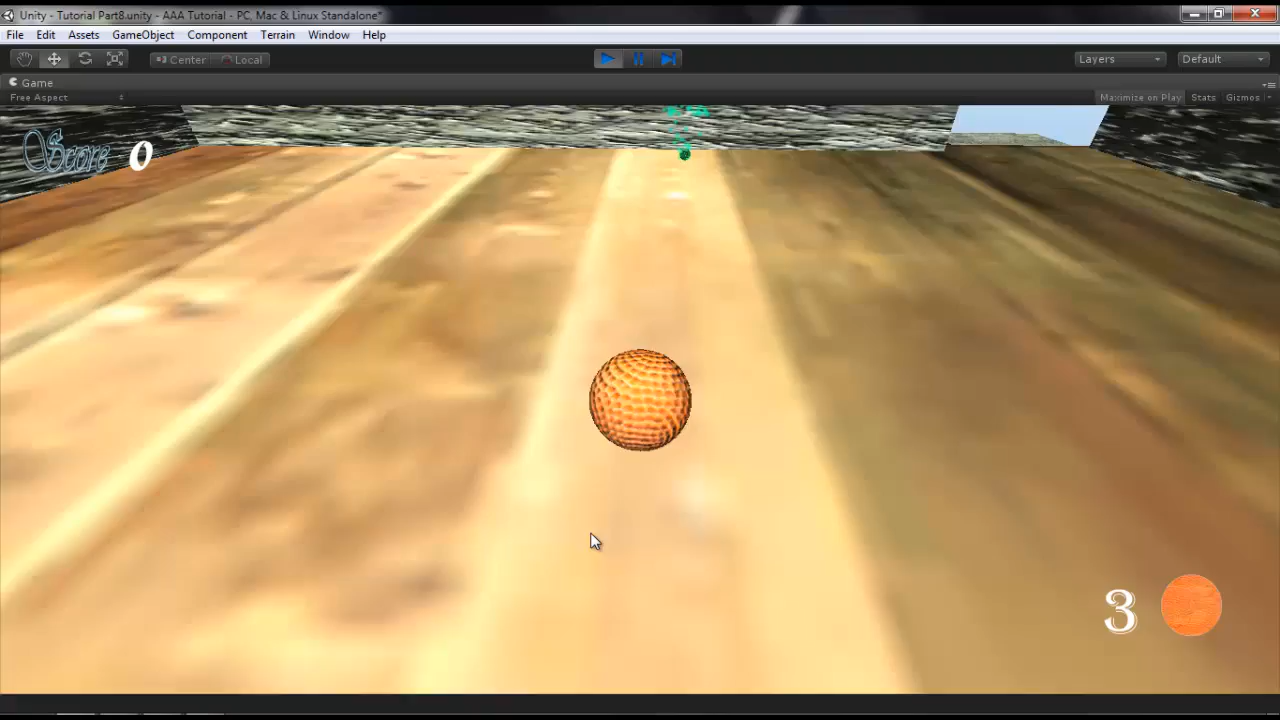 Unity - Tutorial Part8.unity - AAA Tutorial - PC, Mac & Linux Standalone*
File Edit Assets GameObject Component Terrain Window Help
Center Local Layers Default
Game
Free Aspect Maximize on Play Stats Gizmos
Score 0
3